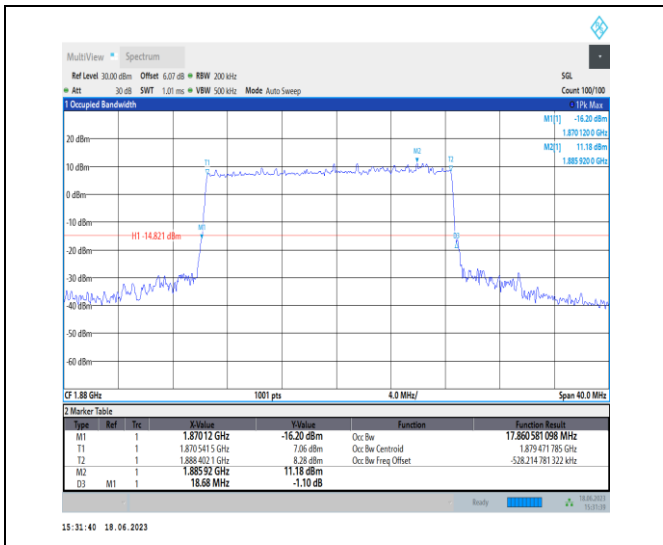 MultiView Spectrum
Ref Level 30.00 dBm Offset 6.07 dB RBW 200 kHz SGL
Att 30 dB SWT 1.01 ms VBW 500 kHz Mode Auto Sweep Count 100/100
1 Occupied Bandwidth 1Pk Max
M1[1] -16.20 dBm
1.870 120 0 GHz
M2[1] 11.18 dBm
1.885 920 0 GHz
20 dBm
M2
T1
T2
10 dBm
0 dBm
-10 dBm
M1
H1 -14.821 dBm
D3
-20 dBm
-30 dBm
-40 dBm
-50 dBm
-60 dBm
CF 1.88 GHz 1001 pts 4.0 MHz/ Span 40.0 MHz
2 Marker Table
Type Ref Trc X-Value Y-Value Function Function Result
M1 1 1.87012 GHz -16.20 dBm Occ Bw 17.860 581 098 MHz
T1 1 1.870 541 5 GHz 7.06 dBm Occ Bw Centroid 1.879 471 785 GHz
T2 1 1.888 402 1 GHz 8.28 dBm Occ Bw Freq Offset -528.214 781 322 kHz
M2 1 1.885 92 GHz 11.18 dBm
D3 M1 1 18.68 MHz -1.10 dB
Ready 18.06.2023
15:31:39
15:31:40 18.06.2023